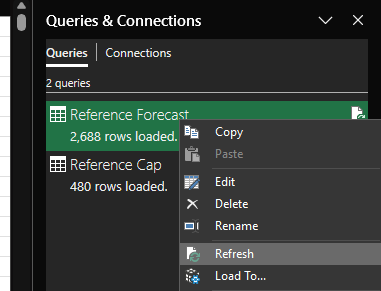 Queries & Connections
Queries | Connections
2 queries
Reference Forecast
2,688 rows loaded.
Reference Cap
480 rows loaded.
Copy
Paste
Edit
Delete
Rename
Refresh
Load To...